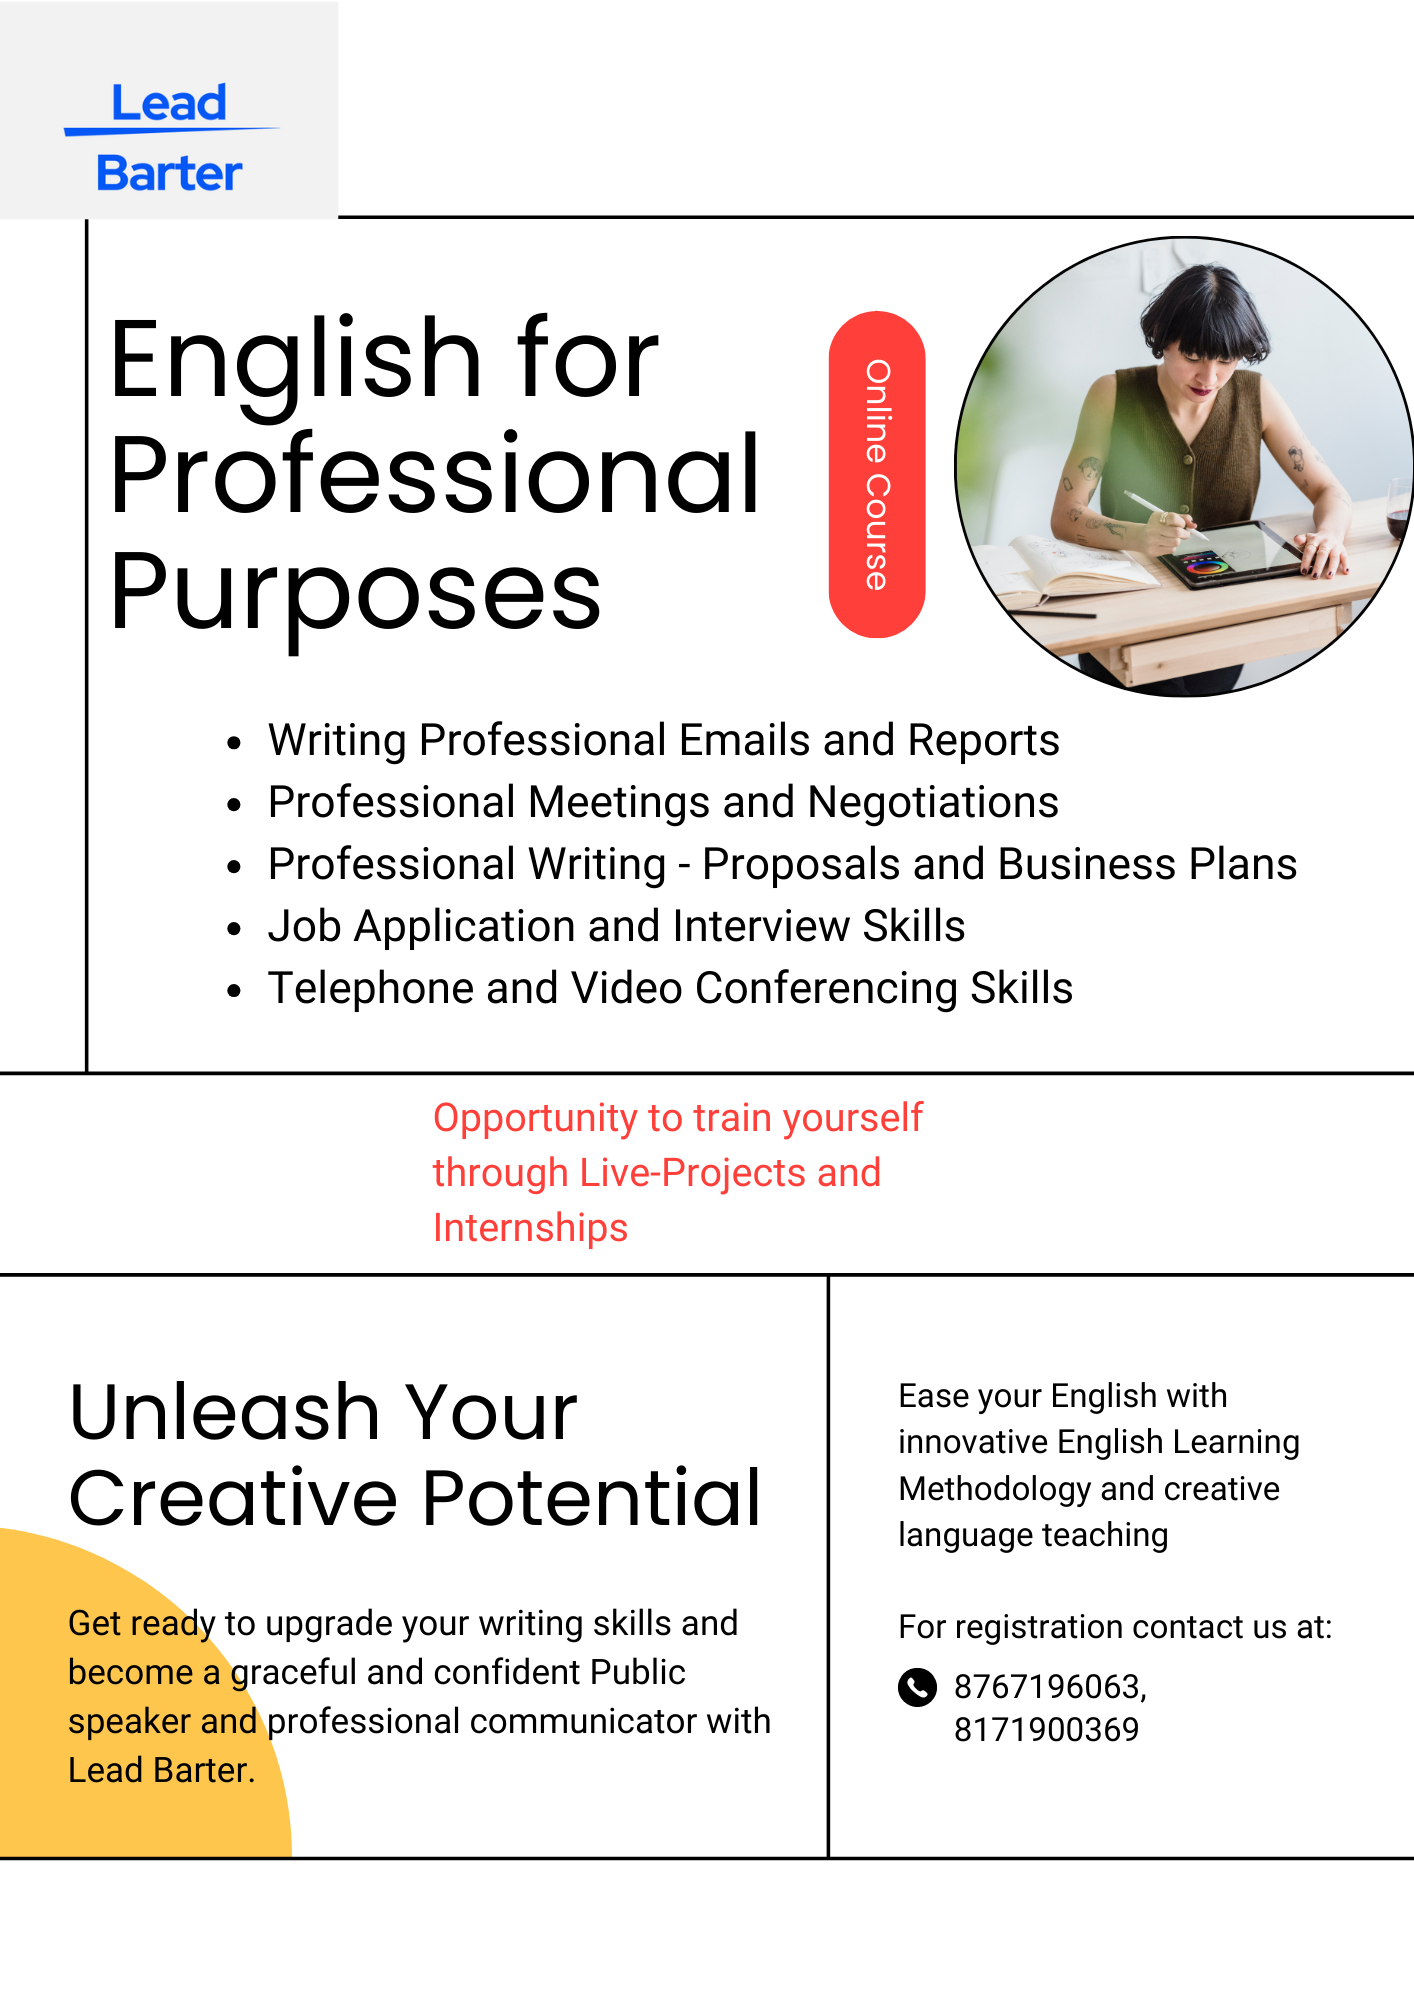 Lead
Barter
English for
Professional
Purposes
Online Course
• Writing Professional Emails and Reports
• Professional Meetings and Negotiations
• Professional Writing - Proposals and Business Plans
• Job Application and Interview Skills
• Telephone and Video Conferencing Skills
Opportunity to train yourself
through Live-Projects and
Internships
Unleash Your
Creative Potential
Get ready to upgrade your writing skills and
become a graceful and confident Public
speaker and professional communicator with
Lead Barter.
Ease your English with
innovative English Learning
Methodology and creative
language teaching
For registration contact us at:
8767196063,
8171900369